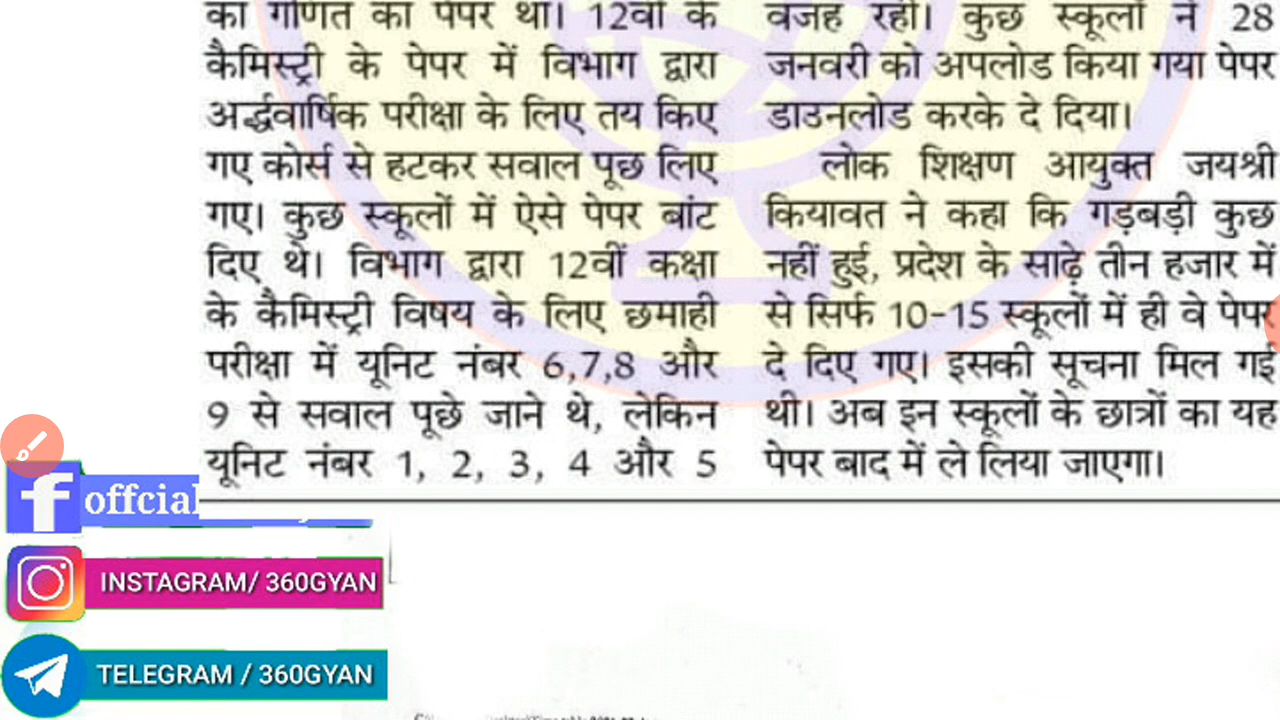 का गणित का पेपर था। 12वीं के
कैमिस्ट्री के पेपर में विभाग द्वारा
अर्द्धवार्षिक परीक्षा के लिए तय किए
गए कोर्स से हटकर सवाल पूछ लिए
गए। कुछ स्कूलों में ऐसे पेपर बांट
दिए थे। विभाग द्वारा 12वीं कक्षा
के कैमिस्ट्री विषय के लिए छमाही
परीक्षा में यूनिट नंबर 6,7,8 और
9 से सवाल पूछे जाने थे, लेकिन
यूनिट नंबर 1, 2, 3, 4 और 5
वजह रही। कुछ स्कूलों ने 28
जनवरी को अपलोड किया गया पेपर
डाउनलोड करके दे दिया।
लोक शिक्षण आयुक्त जयश्री
कियावत ने कहा कि गड़बड़ी कुछ
नहीं हुई, प्रदेश के साढ़े तीन हजार में
से सिर्फ 10-15 स्कूलों में ही वे पेपर
दे दिए गए। इसकी सूचना मिल गई
थी। अब इन स्कूलों के छात्रों का यह
पेपर बाद में ले लिया जाएगा।
offcial
INSTAGRAM/ 360GYAN
TELEGRAM / 360GYAN